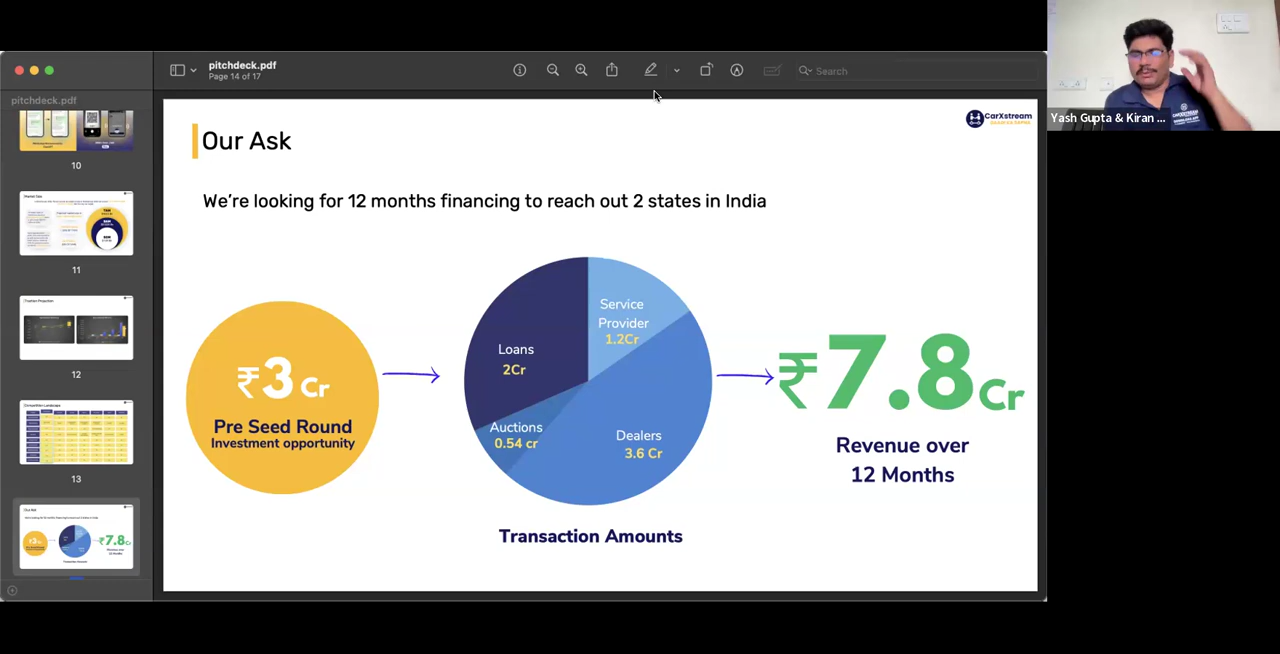 pitchdeck.pdf
Page 14 of 17
Search
pitchdeck.pdf
10
11
12
13
CarXstream
Our Ask
We're looking for 12 months financing to reach out 2 states in India
₹3 Cr
Pre Seed Round
Investment opportunity
Service
Provider
1.2Cr
Loans
2Cr
Auctions
0.54 cr
Dealers
3.6 Cr
Transaction Amounts
₹7.8Cr
Revenue over
12 Months
Yash Gupta & Kiran ...